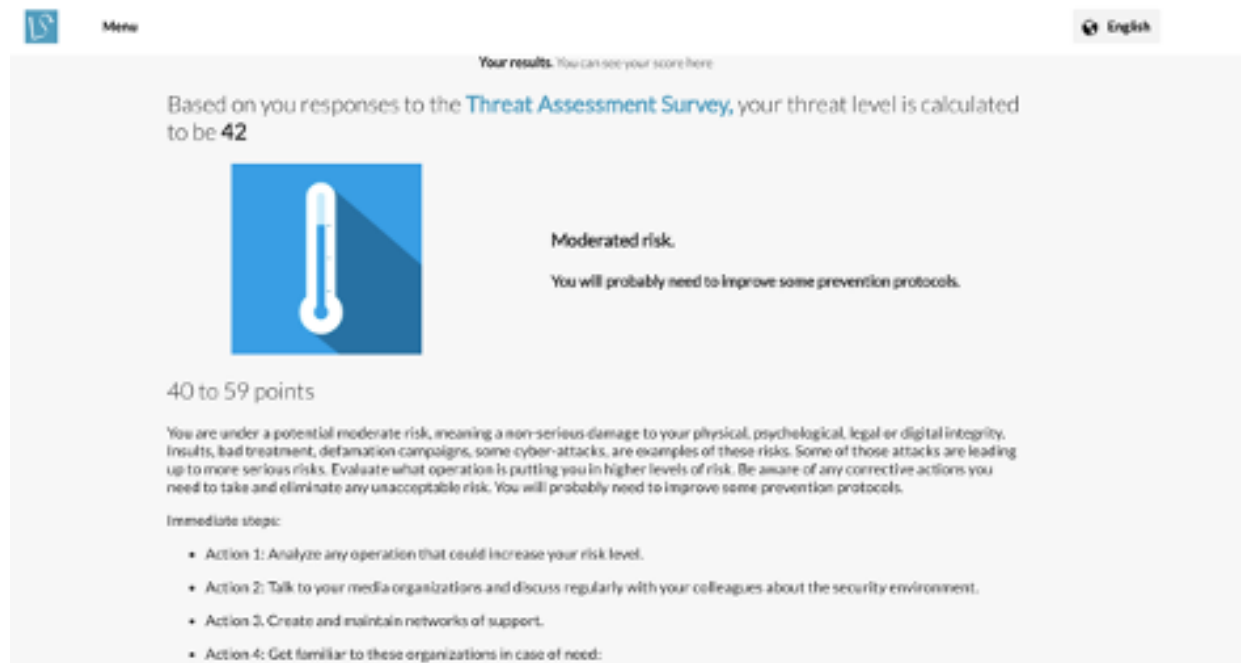 LS
Menu
English
Your results. You can see your score here
Based on you responses to the Threat Assessment Survey, your threat level is calculated
to be 42
Moderated risk.
You will probably need to improve some prevention protocols.
40 to 59 points
You are under a potential moderate risk, meaning a non-serious damage to your physical, psychological, legal or digital integrity.
Insults, bad treatment, defamation campaigns, some cyber-attacks, are examples of these risks. Some of those attacks are leading
up to more serious risks. Evaluate what operation is putting you in higher levels of risk. Be aware of any corrective actions you
need to take and eliminate any unacceptable risk. You will probably need to improve some prevention protocols.
Immediate steps:
• Action 1: Analyze any operation that could increase your risk level.
• Action 2: Talk to your media organizations and discuss regularly with your colleagues about the security environment.
• Action 3. Create and maintain networks of support.
• Action 4: Get familiar to these organizations in case of need: